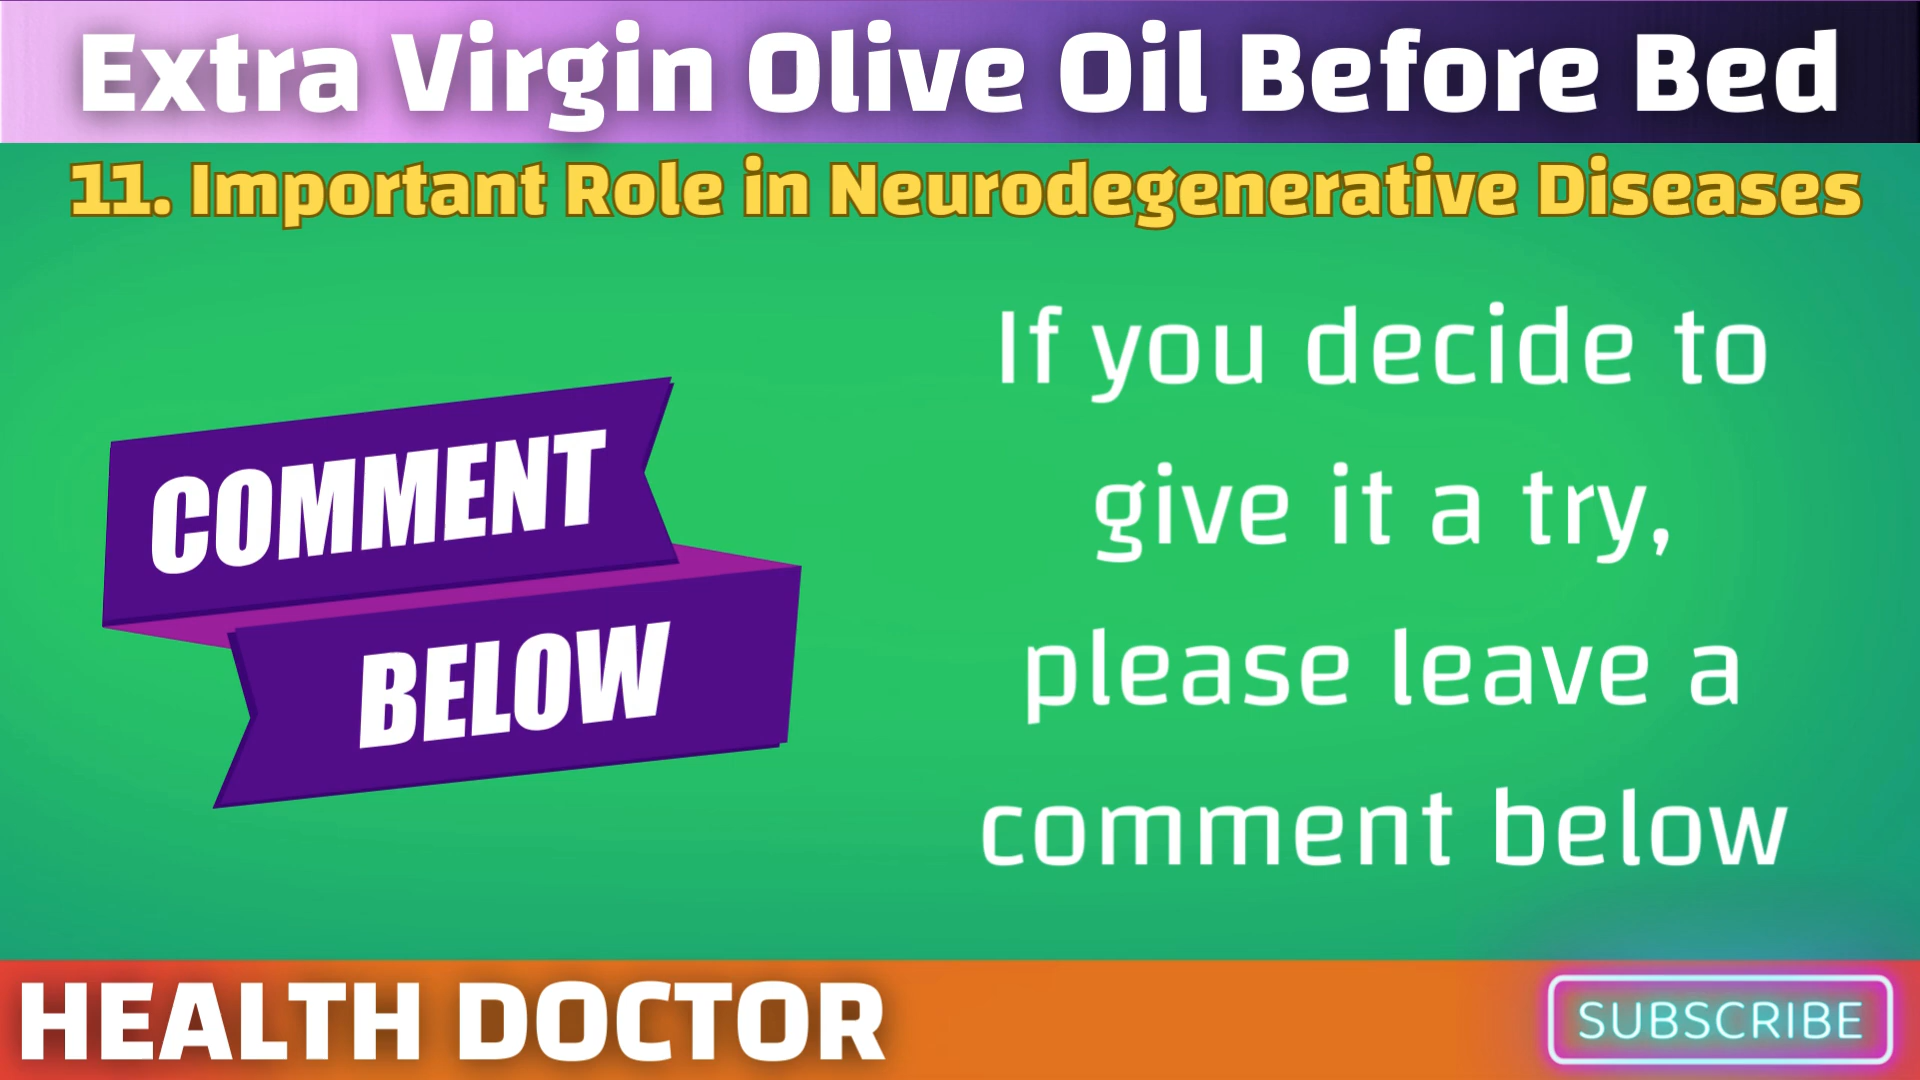 Extra Virgin Olive Oil Before Bed
11. Important Role in Neurodegenerative Diseases
COMMENT
BELOW
If you decide to
give it a try,
please leave a
comment below
HEALTH DOCTOR
SUBSCRIBE